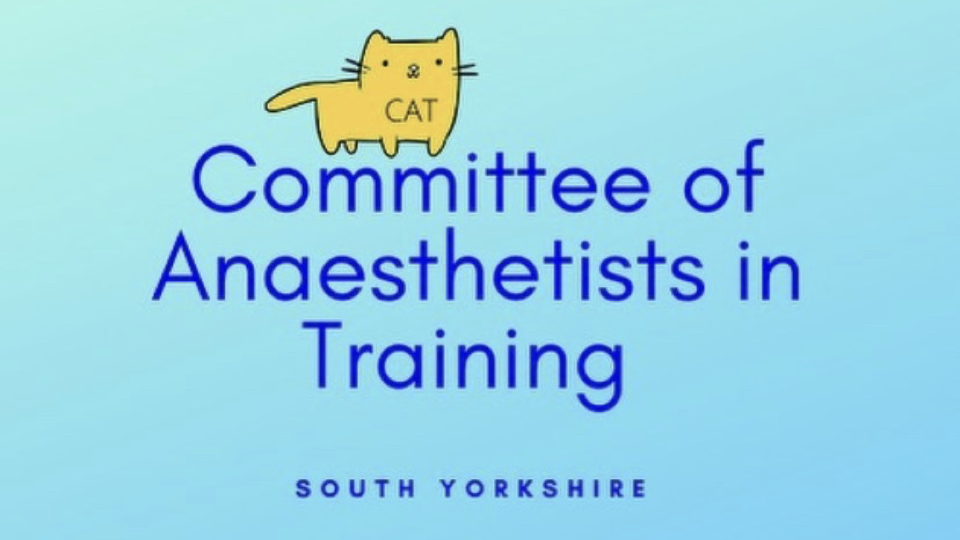 CAT
Committee of
Anaesthetists in
Training
SOUTH YORKSHIRE